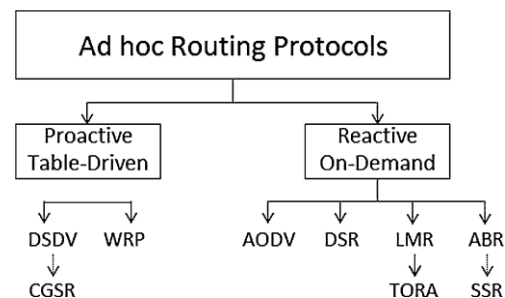 Ad hoc Routing Protocols
Proactive
Table-Driven
Reactive
On-Demand
DSDV
WRP
AODV
DSR
LMR
ABR
CGSR
TORA
SSR